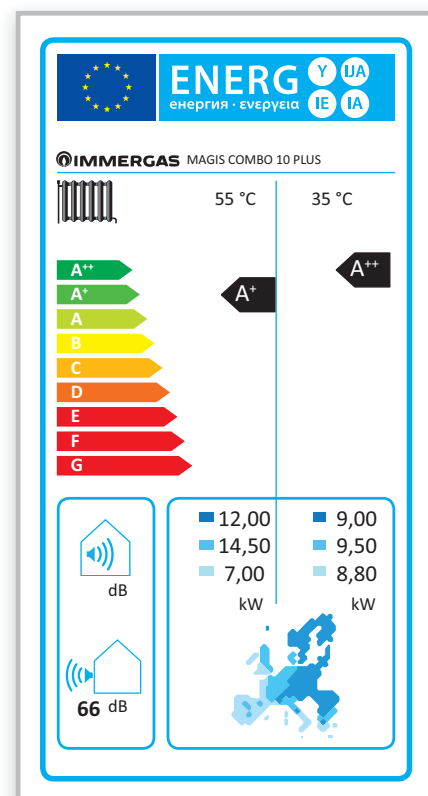 ENERG Y IJA
енергия · ενεργεια IE IA
IMMERGAS MAGIS COMBO 10 PLUS
55 °C 35 °C
A++
A++
A+
A+
A
B
C
D
E
F
G
12,00 9,00
14,50 9,50
7,00 8,80
kW kW
dB
66 dB